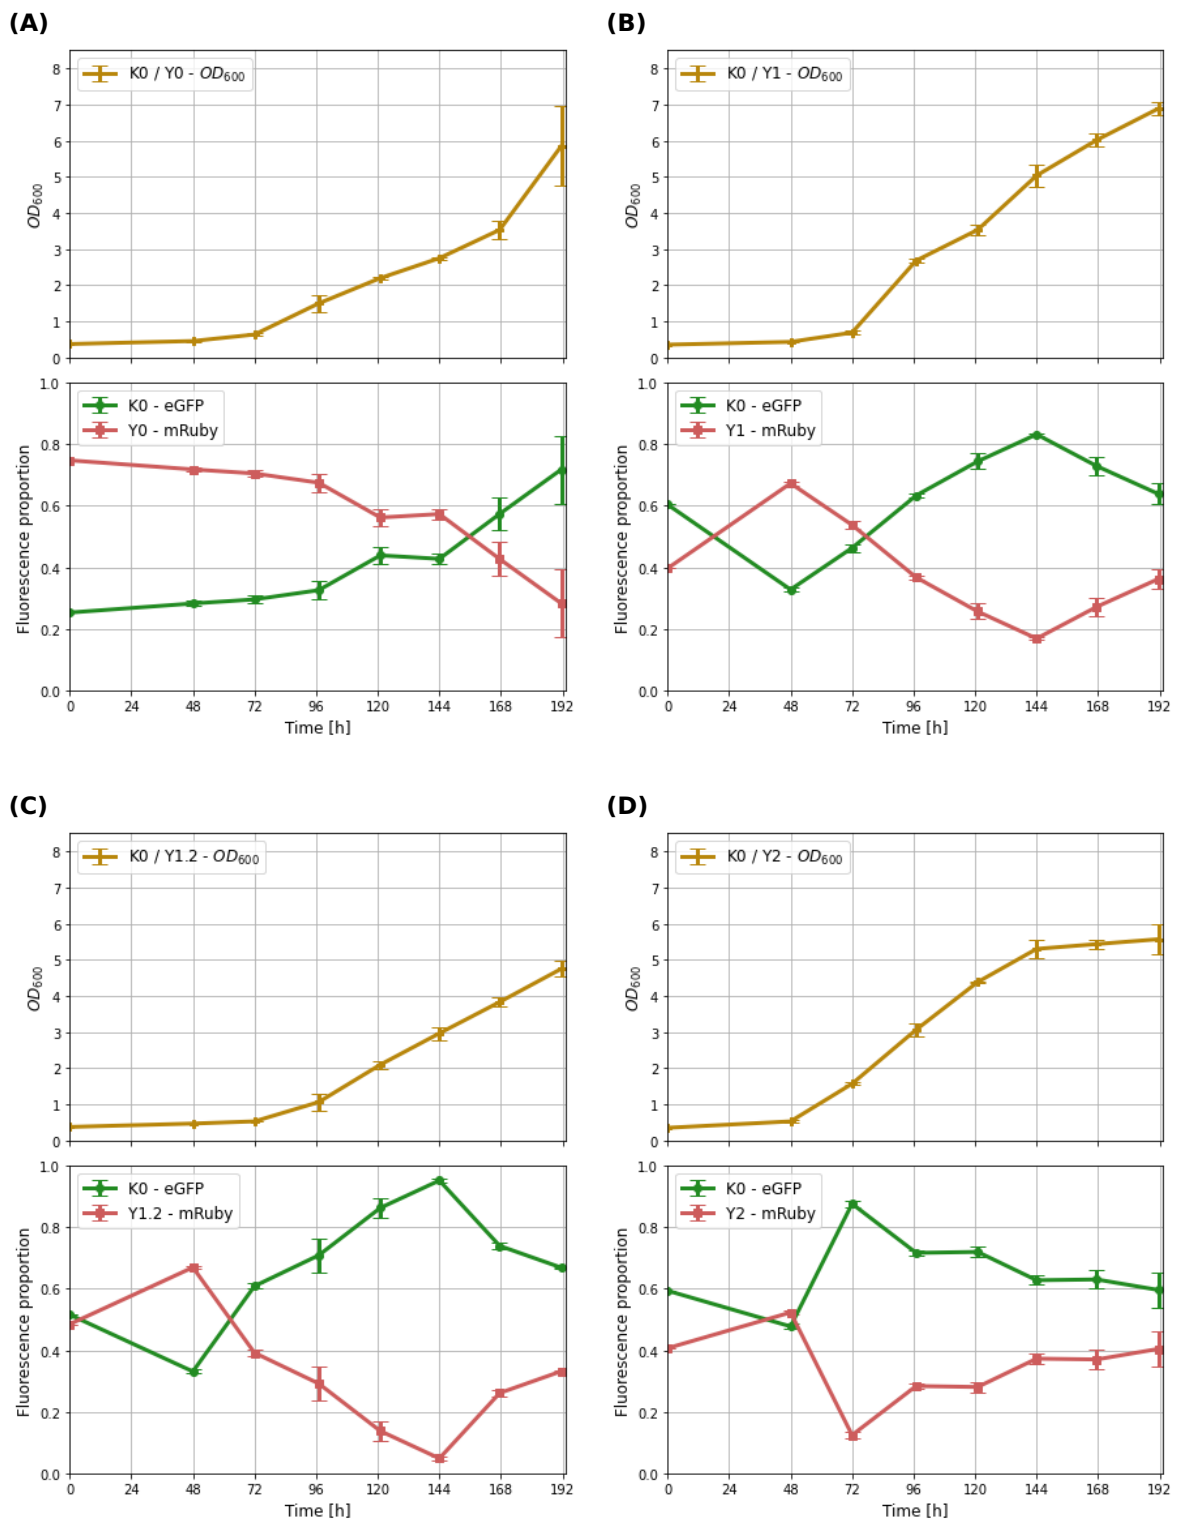 (A)
K0 / Y0 - OD600
8
7
6
5
4
3
2
1
0
OD600
K0 - eGFP
Y0 - mRuby
1.0
0.8
0.6
0.4
0.2
0.0
Fluorescence proportion
0 24 48 72 96 120 144 168 192
Time [h]
(B)
K0 / Y1 - OD600
8
7
6
5
4
3
2
1
0
OD600
K0 - eGFP
Y1 - mRuby
1.0
0.8
0.6
0.4
0.2
0.0
Fluorescence proportion
0 24 48 72 96 120 144 168 192
Time [h]
(C)
K0 / Y1.2 - OD600
8
7
6
5
4
3
2
1
0
OD600
K0 - eGFP
Y1.2 - mRuby
1.0
0.8
0.6
0.4
0.2
0.0
Fluorescence proportion
0 24 48 72 96 120 144 168 192
Time [h]
(D)
K0 / Y2 - OD600
8
7
6
5
4
3
2
1
0
OD600
K0 - eGFP
Y2 - mRuby
1.0
0.8
0.6
0.4
0.2
0.0
Fluorescence proportion
0 24 48 72 96 120 144 168 192
Time [h]